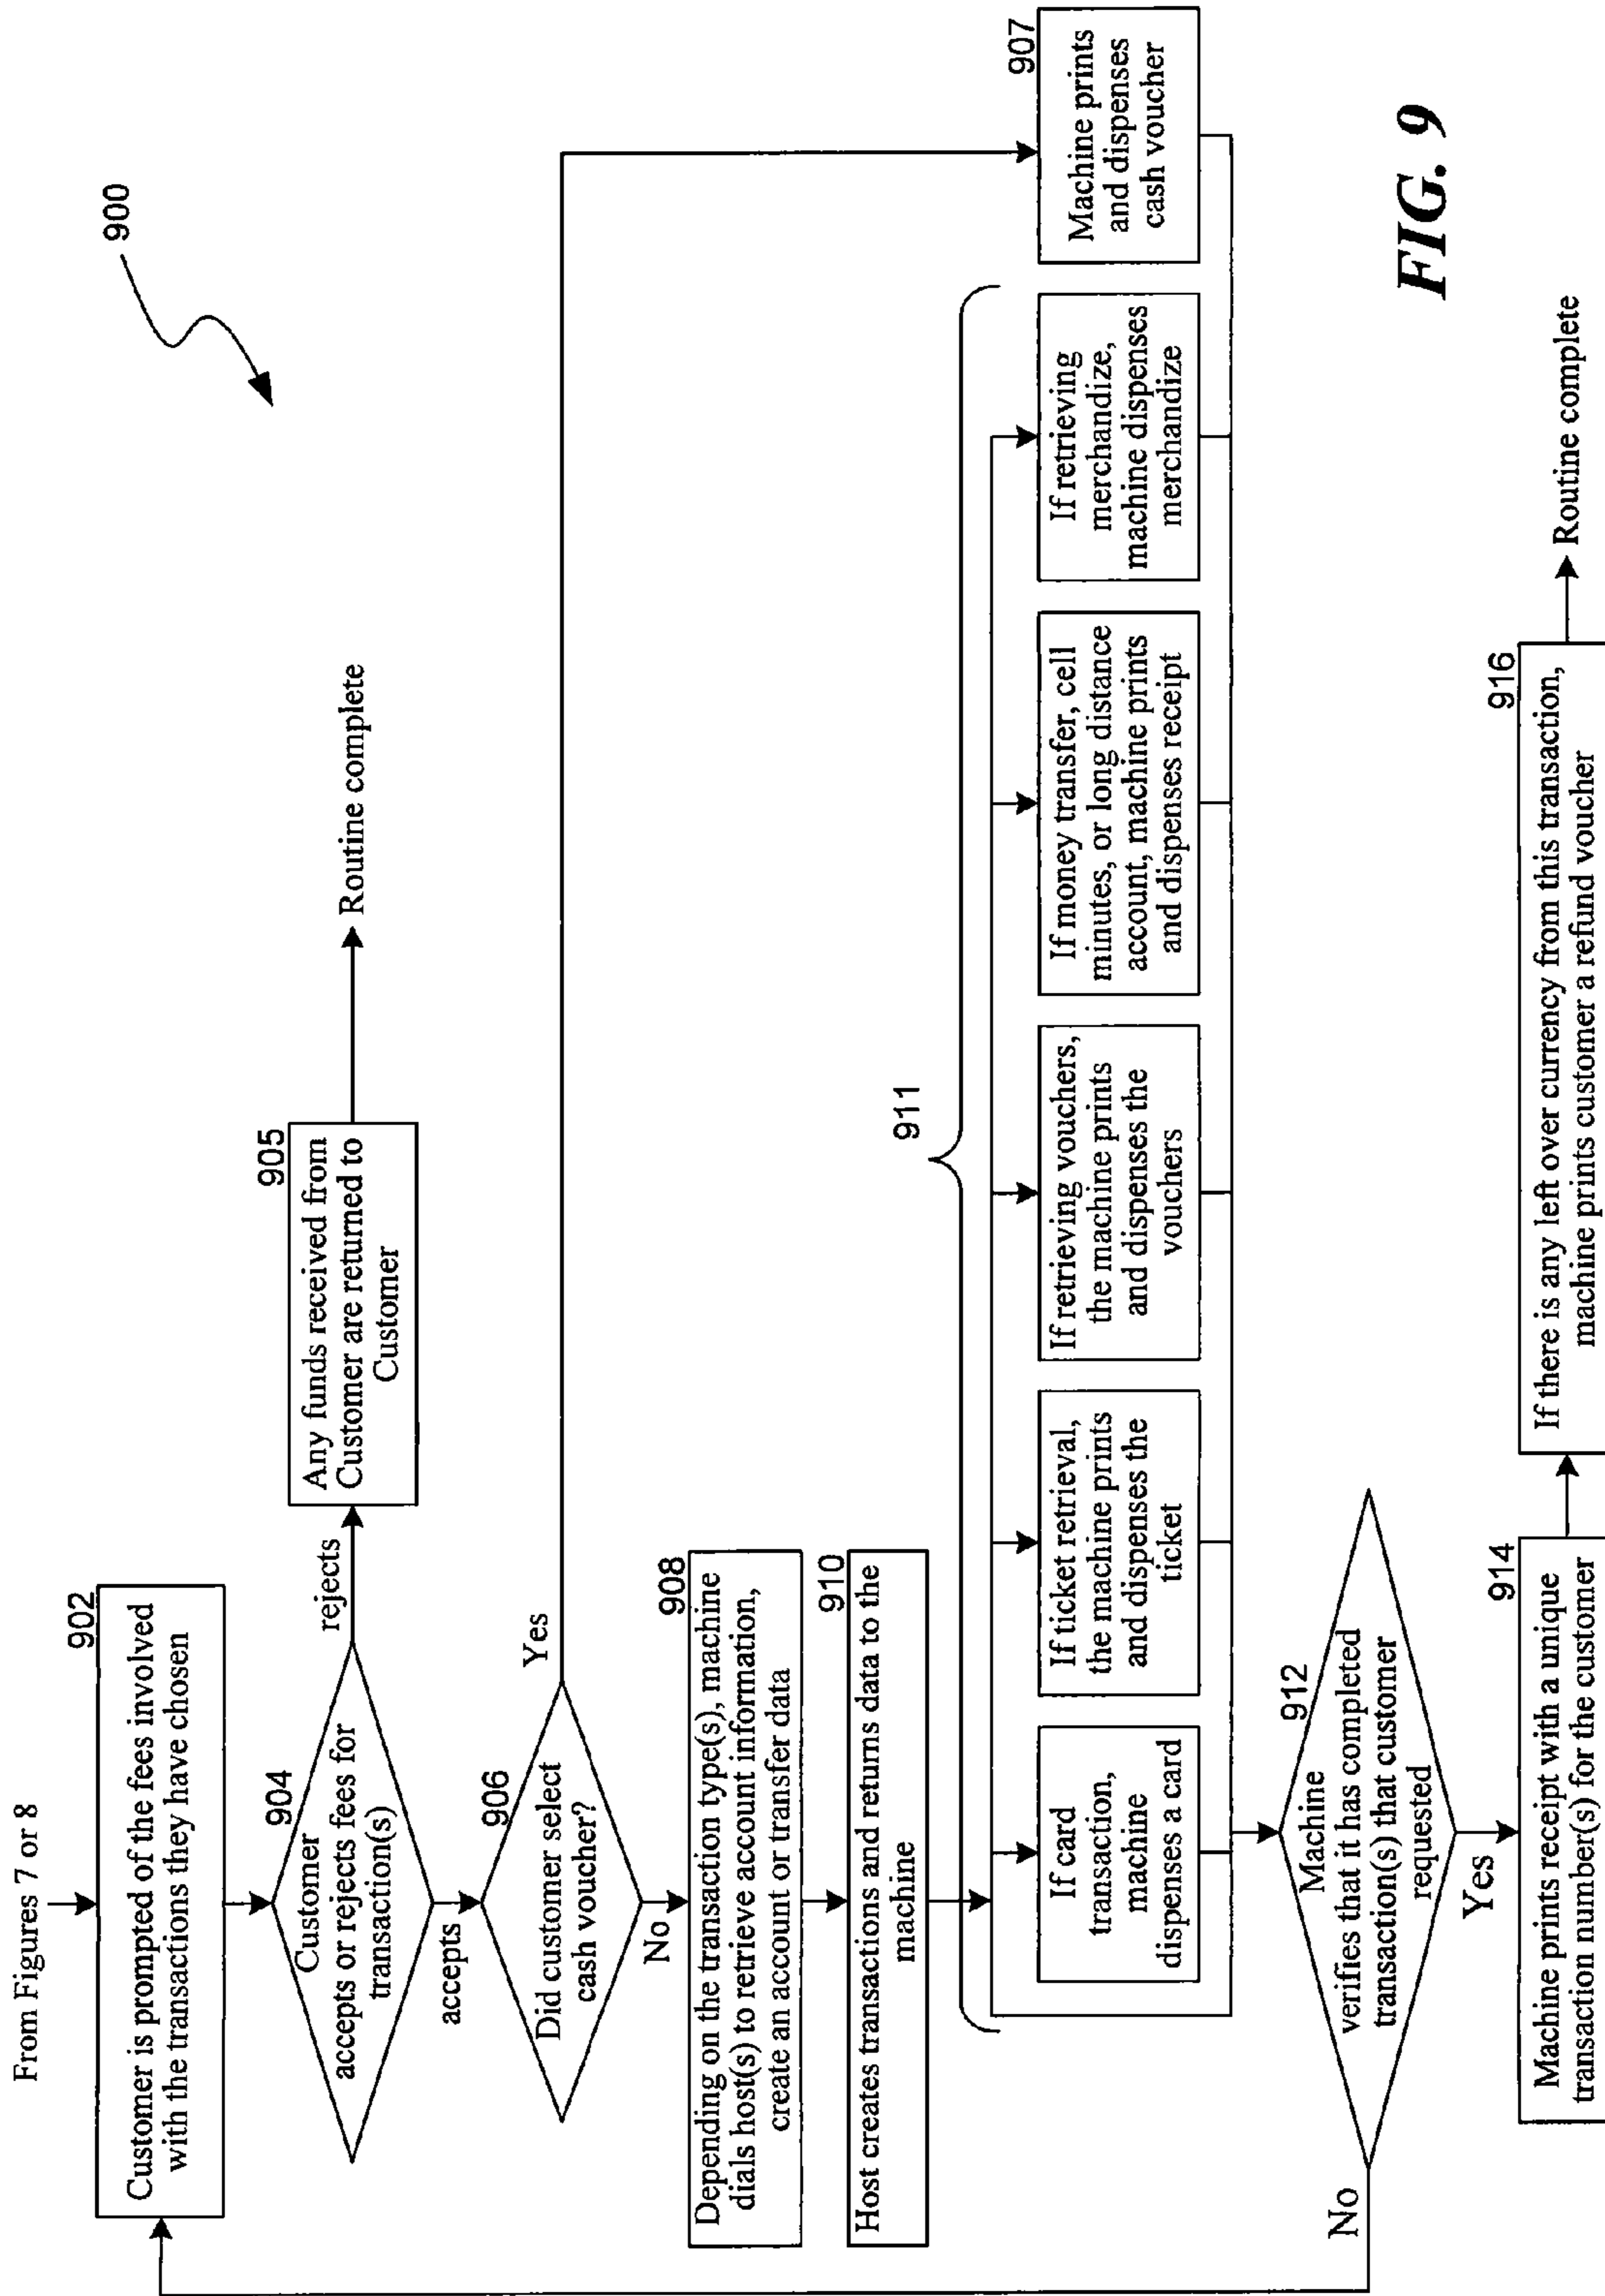 From Figures 7 or 8
900
902
Customer is prompted of the fees involved
with the transactions they have chosen
904
Customer
accepts or rejects fees for
transaction(s)
rejects
905
Any funds received from
Customer are returned to
Customer
Routine complete
accepts
906
Did customer select
cash voucher?
Yes
No
908
Depending on the transaction type(s), machine
dials host(s) to retrieve account information,
create an account or transfer data
910
Host creates transactions and returns data to the
machine
911
If card
transaction,
machine
dispenses a card
If ticket retrieval,
the machine prints
and dispenses the
ticket
If retrieving vouchers,
the machine prints
and dispenses the
vouchers
If money transfer, cell
minutes, or long distance
account, machine prints
and dispenses receipt
If retrieving
merchandize,
machine dispenses
merchandize
907
Machine prints
and dispenses
cash voucher
912
Machine
verifies that it has completed
transaction(s) that customer
requested
No
Yes
914
Machine prints receipt with a unique
transaction number(s) for the customer
916
If there is any left over currency from this transaction,
machine prints customer a refund voucher
Routine complete
FIG. 9